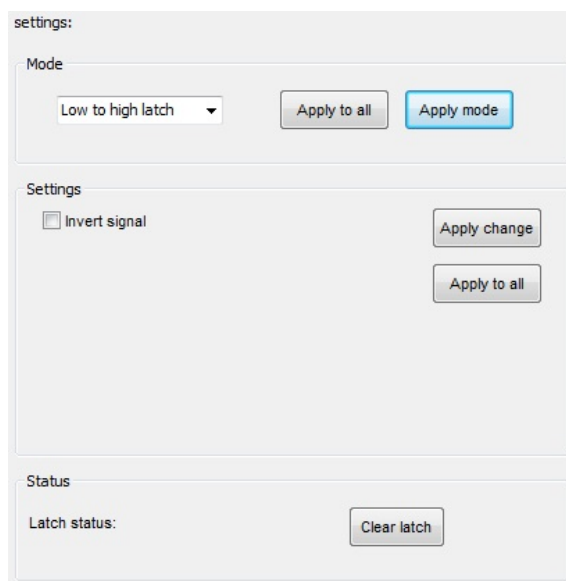 settings:
Mode
Low to high latch
Apply to all
Apply mode
Settings
Invert signal
Apply change
Apply to all
Status
Latch status:
Clear latch